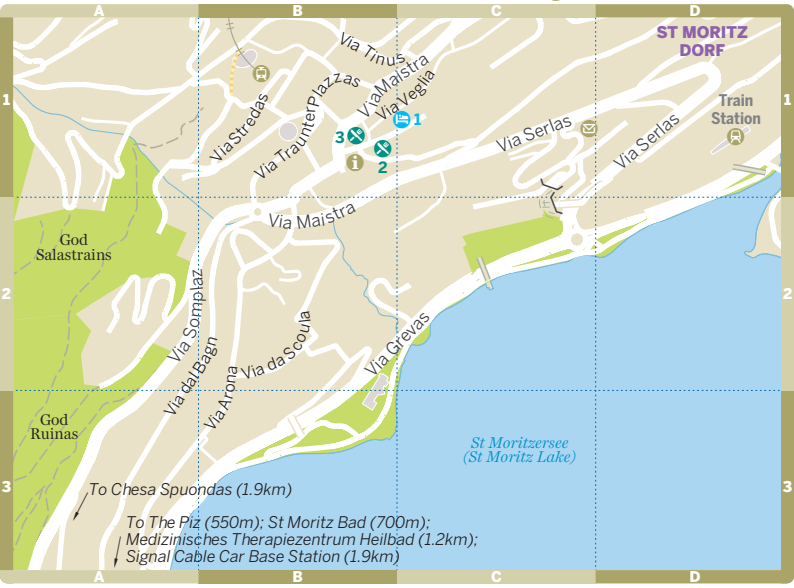 A
B
C
D
ST MORITZ
DORF
Via Tinus
Via Maistra
Via Veglia
Via Traunter Plazzas
Via Stredas
1
1
Train
Station
1
3
2
Via Serlas
Via Serlas
Via Maistra
God
Salastrains
2
2
Via Somplaz
Via dal Bagn
Via Arona
Via da Scoula
Via Grevas
God
Ruinas
St Moritzersee
(St Moritz Lake)
3
3
To Chesa Spuondas (1.9km)
To The Piz (550m); St Moritz Bad (700m);
Medizinisches Therapiezentrum Heilbad (1.2km);
Signal Cable Car Base Station (1.9km)
A
B
C
D